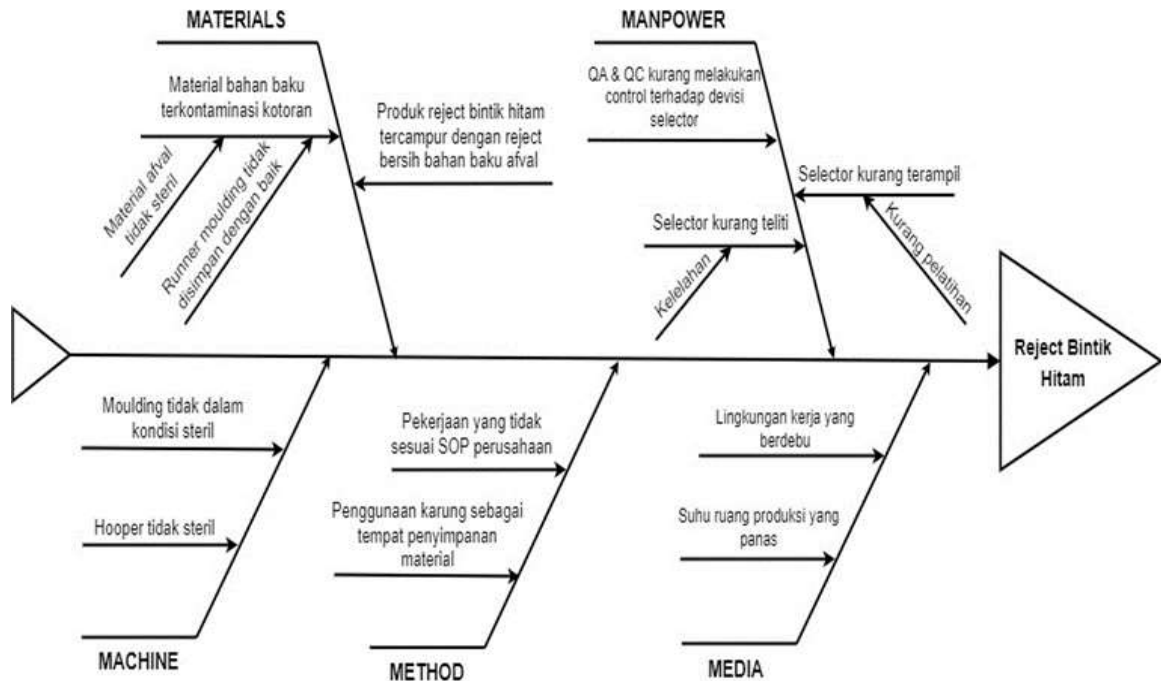 MATERIALS
Material bahan baku
terkontaminasi kotoran
Material afval
tidak steril
Runner moulding tidak
disimpan dengan baik
Produk reject bintik hitam
tercampur dengan reject
bersih bahan baku afval
MANPOWER
QA & QC kurang melakukan
control terhadap devisi
selector
Selector kurang terampil
Kurang pelatihan
Selector kurang teliti
Kelelahan
Reject Bintik
Hitam
Moulding tidak dalam
kondisi steril
Hooper tidak steril
MACHINE
Pekerjaan yang tidak
sesuai SOP perusahaan
Penggunaan karung sebagai
tempat penyimpanan
material
METHOD
Lingkungan kerja yang
berdebu
Suhu ruang produksi yang
panas
MEDIA